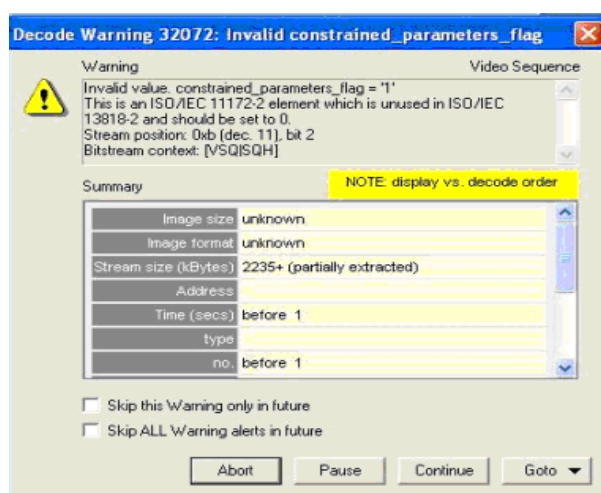 Decode Warning 32072: Invalid constrained_parameters_flag
Warning Video Sequence
Invalid value. constrained_parameters_flag = '1'
This is an ISO/IEC 11172-2 element which is unused in ISO/IEC
13818-2 and should be set to 0.
Stream position: 0xb (dec. 11), bit 2
Bitstream context: [VSQ|SQH]
Summary NOTE: display vs. decode order
Image size unknown
Image format unknown
Stream size (kBytes) 2235+ (partially extracted)
Address
Time (secs) before 1
type
no. before 1
Skip this Warning only in future
Skip ALL Warning alerts in future
Abort Pause Continue Goto